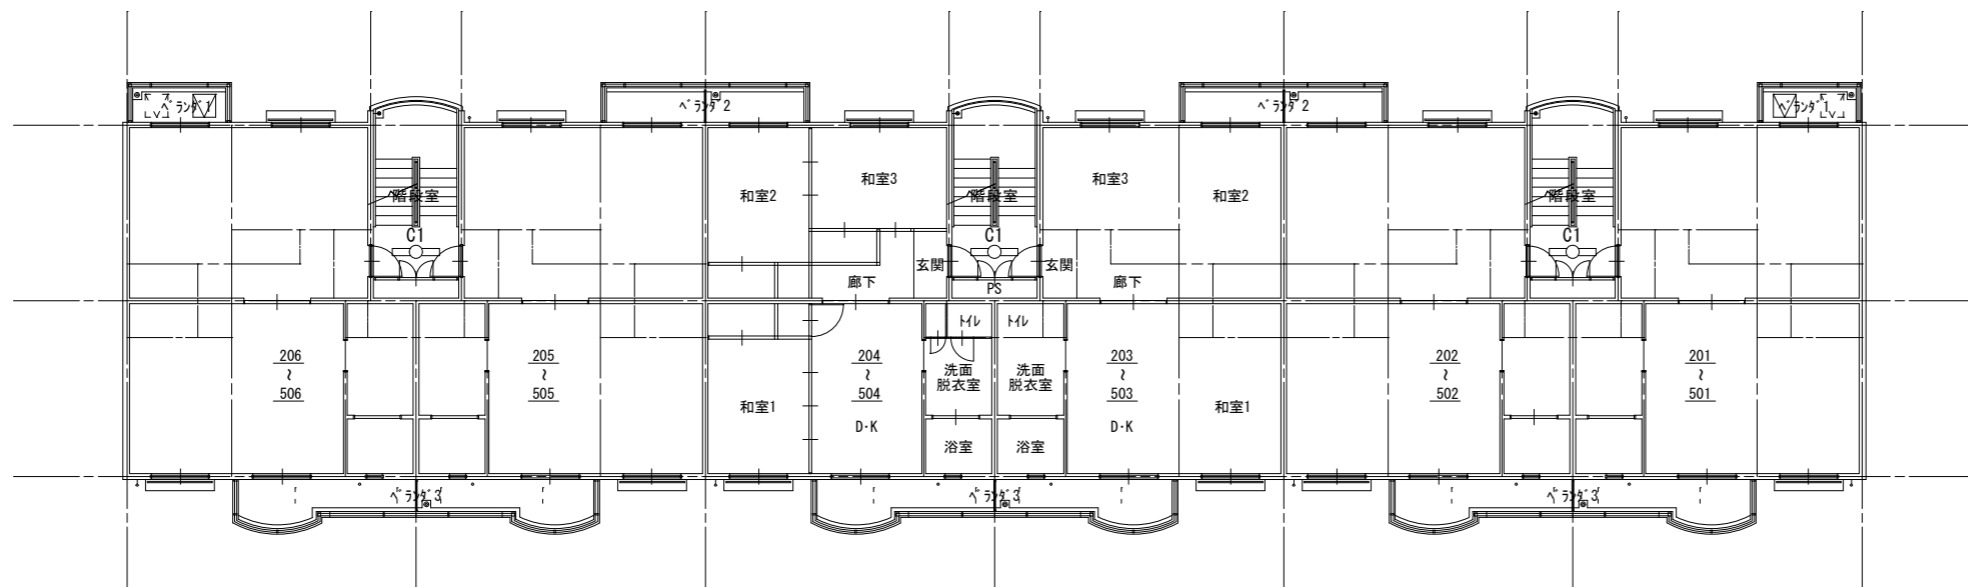 ベランダ1
ベランダ2
ベランダ2
ベランダ1
階段室
C1
和室2
和室3
階段室
C1
和室3
和室2
階段室
C1
玄関
玄関
廊下
PS
廊下
トイレ
トイレ
206
~
506
205
~
505
204
~
504
203
~
503
202
~
502
201
~
501
洗面
脱衣室
洗面
脱衣室
和室1
D・K
浴室
浴室
D・K
和室1
ベランダ3
ベランダ3
ベランダ3